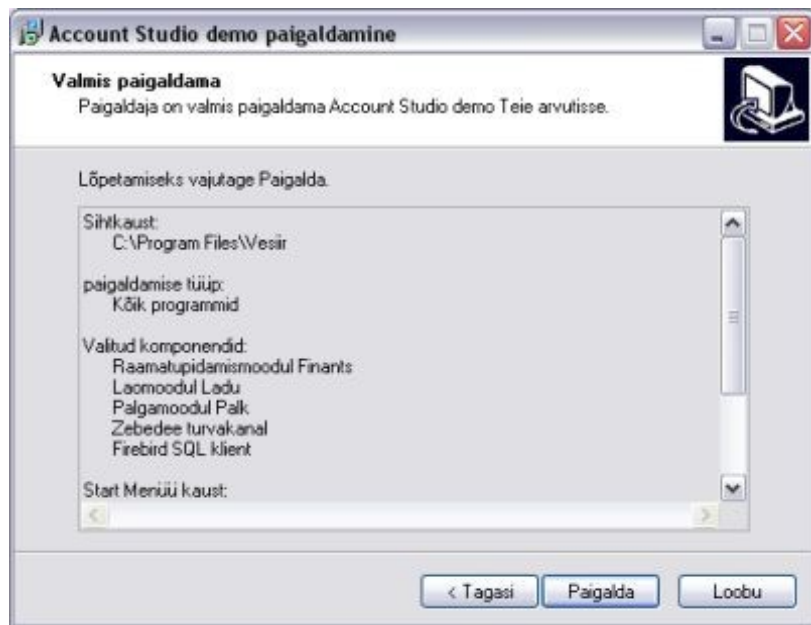 Account Studio demo paigaldamine
Valmis paigaldama
Paigaldaja on valmis paigaldama Account Studio demo Teie arvutisse.
Lõpetamiseks vajutage Paigalda.
Sihtkaust:
C:\Program Files\Vesiir
paigaldamise tüüp:
Kõik programmid
Valitud komponendid:
Raamatupidamismoodul Finants
Laomoodul Ladu
Palgamoodul Palk
Zebedee turvakanal
Firebird SQL klient
Start Menüü kaust:
< Tagasi
Paigalda
Loobu